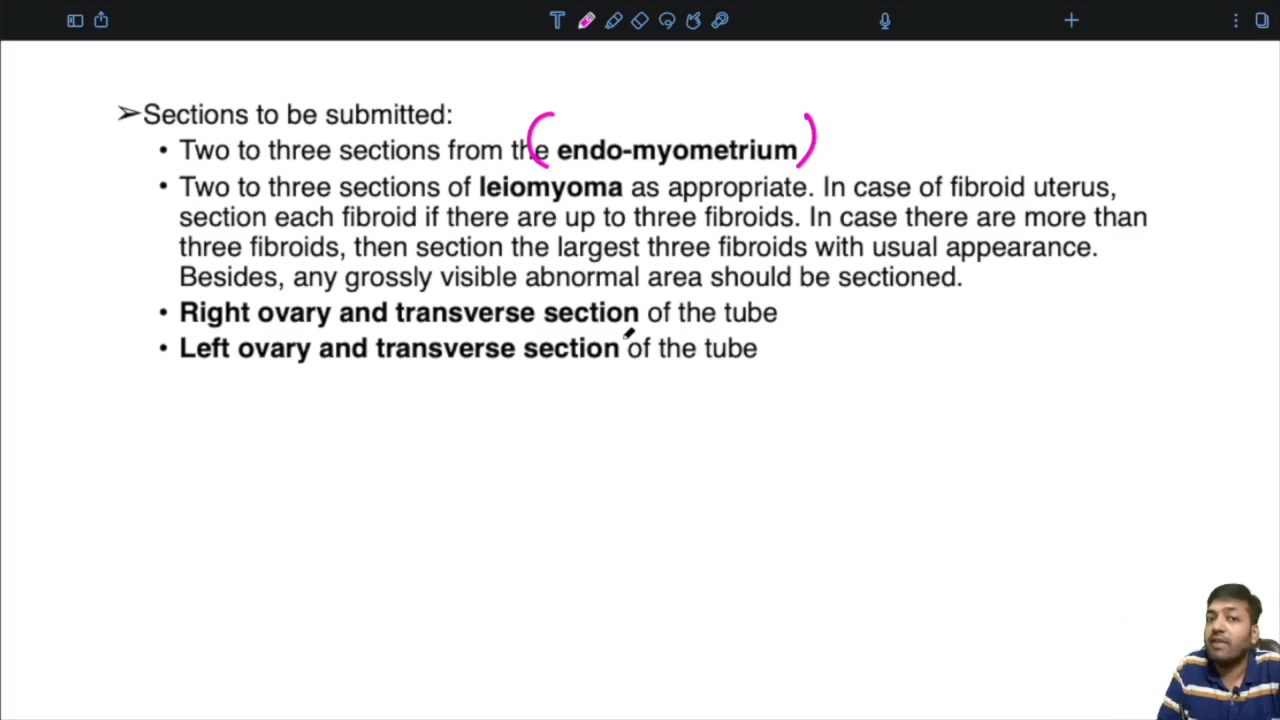 ➢Sections to be submitted:
• Two to three sections from the endo-myometrium
• Two to three sections of leiomyoma as appropriate. In case of fibroid uterus,
section each fibroid if there are up to three fibroids. In case there are more than
three fibroids, then section the largest three fibroids with usual appearance.
Besides, any grossly visible abnormal area should be sectioned.
• Right ovary and transverse section of the tube
• Left ovary and transverse section of the tube